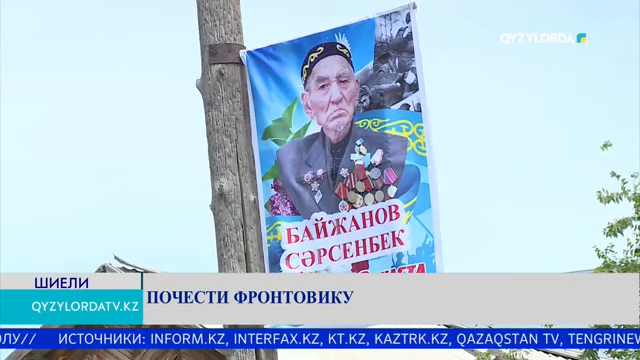 QYZYLORDA
БАЙЖАНОВ
СӘРСЕНБЕК
ШИЕЛИ
QYZYLORDATV.KZ
ПОЧЕСТИ ФРОНТОВИКУ
ОЛУ// ИСТОЧНИКИ: INFORM.KZ, INTERFAX.KZ, KT.KZ, KAZTRK.KZ, QAZAQSTAN TV, TENGRINEW